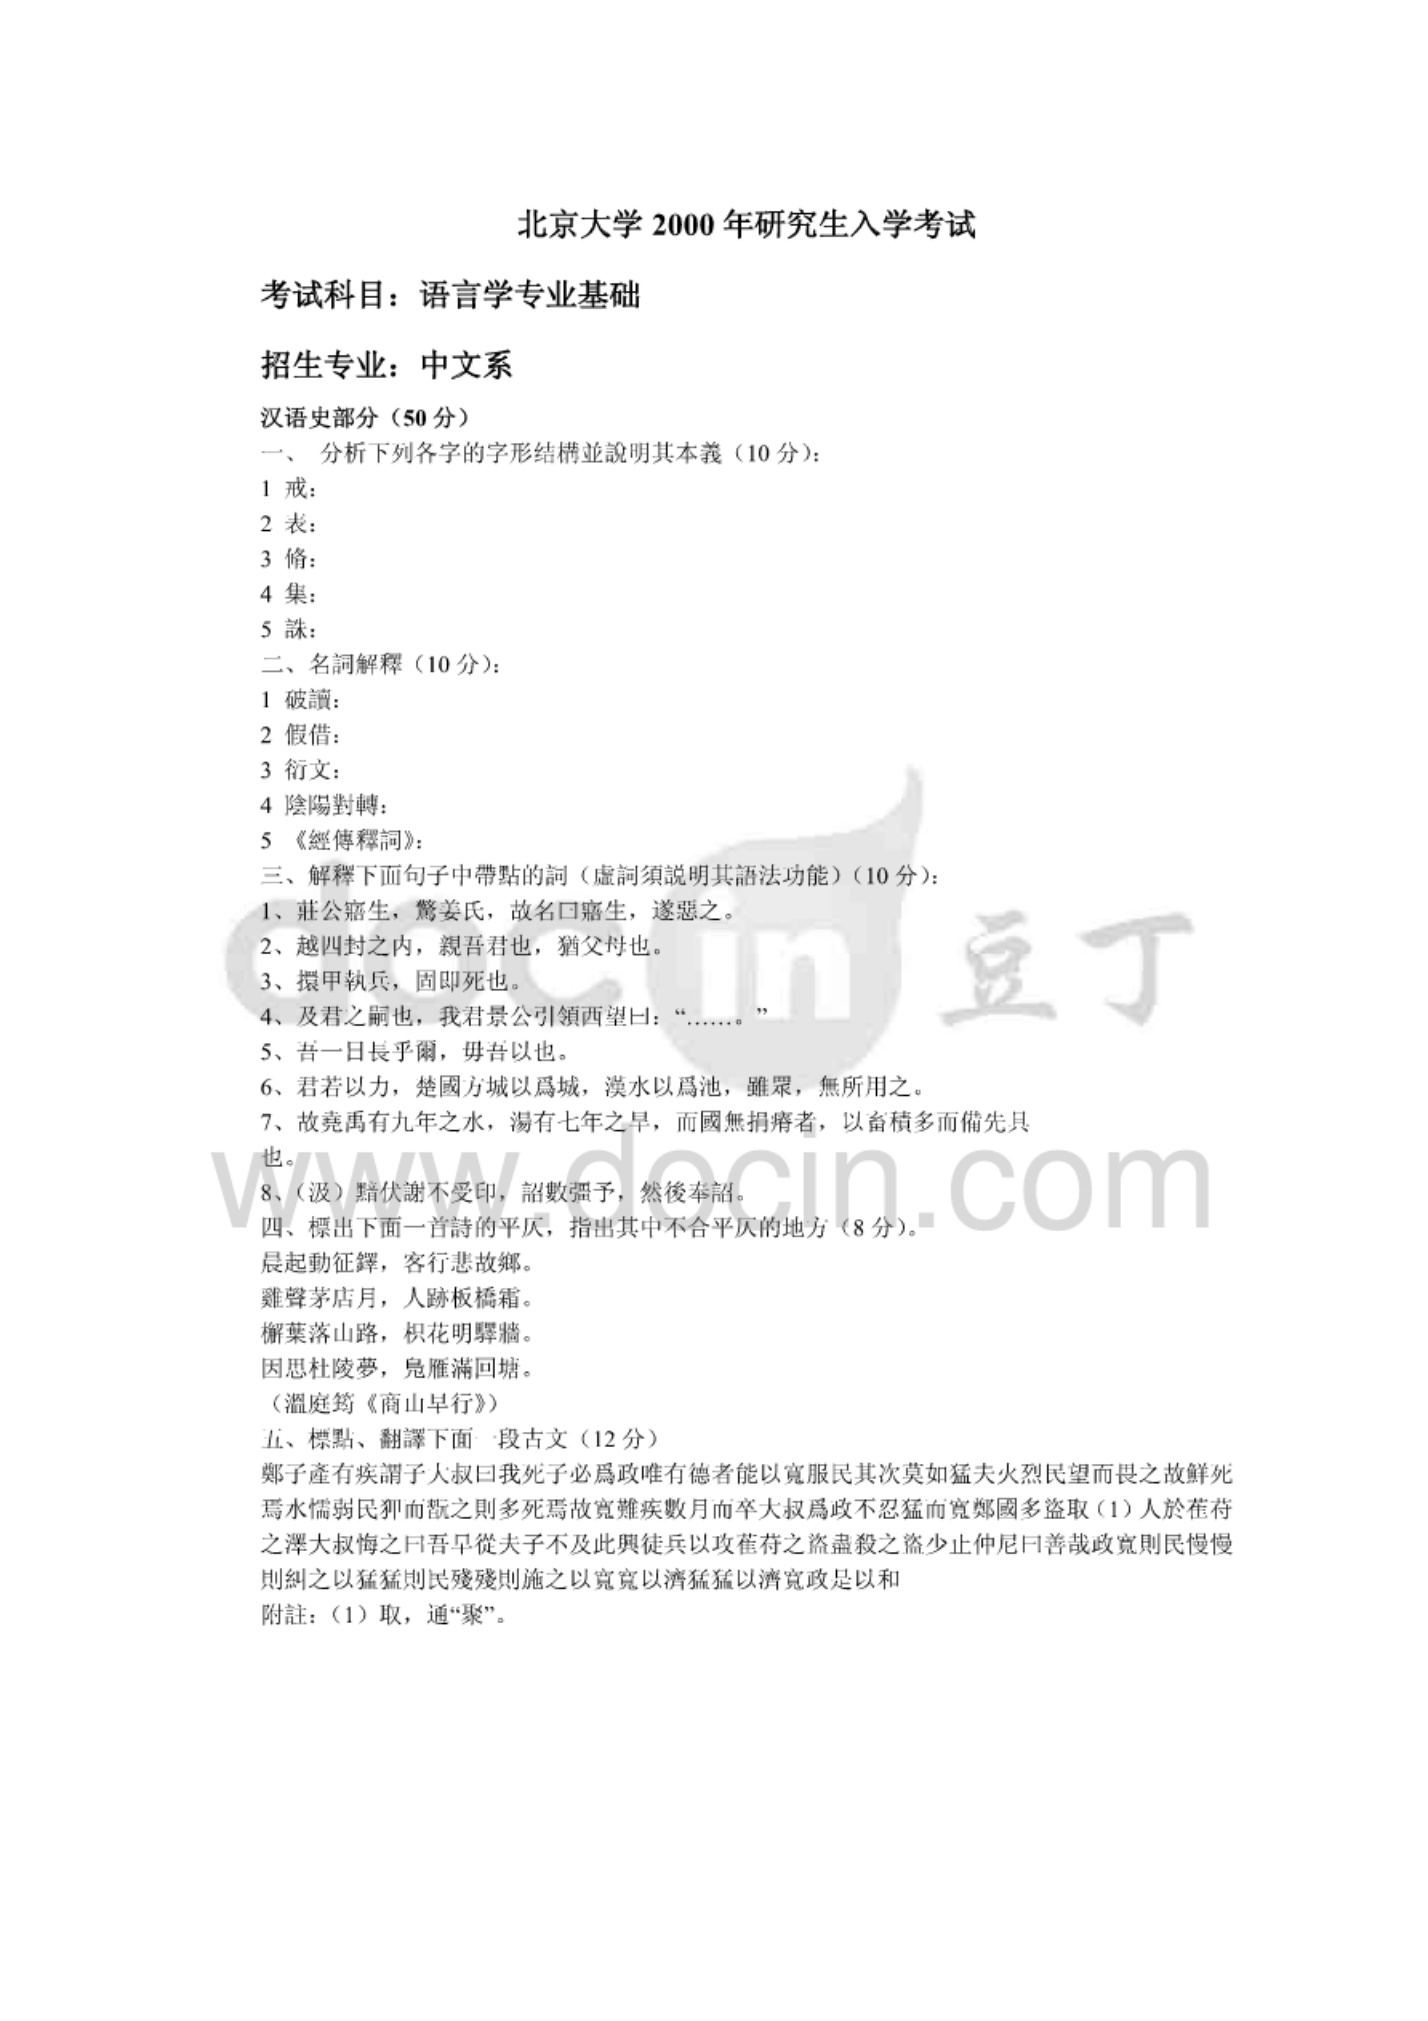 北京大学 2000 年研究生入学考试
考试科目：语言学专业基础
招生专业：中文系
汉语史部分（50 分）
一、 分析下列各字的字形结構並說明其本義（10 分）：
1 戒：
2 表：
3 脩：
4 集：
5 誅：
二、名詞解釋（10 分）：
1 破讀：
2 假借：
3 衍文：
4 陰陽對轉：
5 《經傳釋詞》：
三、解釋下面句子中帶點的詞（虛詞須説明其語法功能）（10 分）：
1、莊公寤生，驚姜氏，故名曰寤生，遂惡之。
2、越四封之内，親吾君也，猶父母也。
3、擐甲執兵，固即死也。
4、及君之嗣也，我君景公引領西望曰：“……。”
5、吾一日長乎爾，毋吾以也。
6、君若以力，楚國方城以爲城，漢水以爲池，雖眾，無所用之。
7、故堯禹有九年之水，湯有七年之旱，而國無捐瘠者，以畜積多而備先具
也。
8、（汲）黯伏謝不受印，詔數彊予，然後奉詔。
四、標出下面一首詩的平仄，指出其中不合平仄的地方（8 分）。
晨起動征鐸，客行悲故鄉。
雞聲茅店月，人跡板橋霜。
檞葉落山路，枳花明驛牆。
因思杜陵夢，鳧雁滿回塘。
（溫庭筠《商山早行》）
五、標點、翻譯下面一段古文（12 分）
鄭子產有疾謂子大叔曰我死子必爲政唯有德者能以寬服民其次莫如猛夫火烈民望而畏之故鮮死
焉水懦弱民狎而翫之則多死焉故寬難疾數月而卒大叔爲政不忍猛而寬鄭國多盜取（1）人於萑苻
之澤大叔悔之曰吾早從夫子不及此興徒兵以攻萑苻之盜盡殺之盜少止仲尼曰善哉政寬則民慢慢
則糾之以猛猛則民殘殘則施之以寬寬以濟猛猛以濟寬政是以和
附註：（1）取，通“聚”。
docin 豆丁
www.docin.com